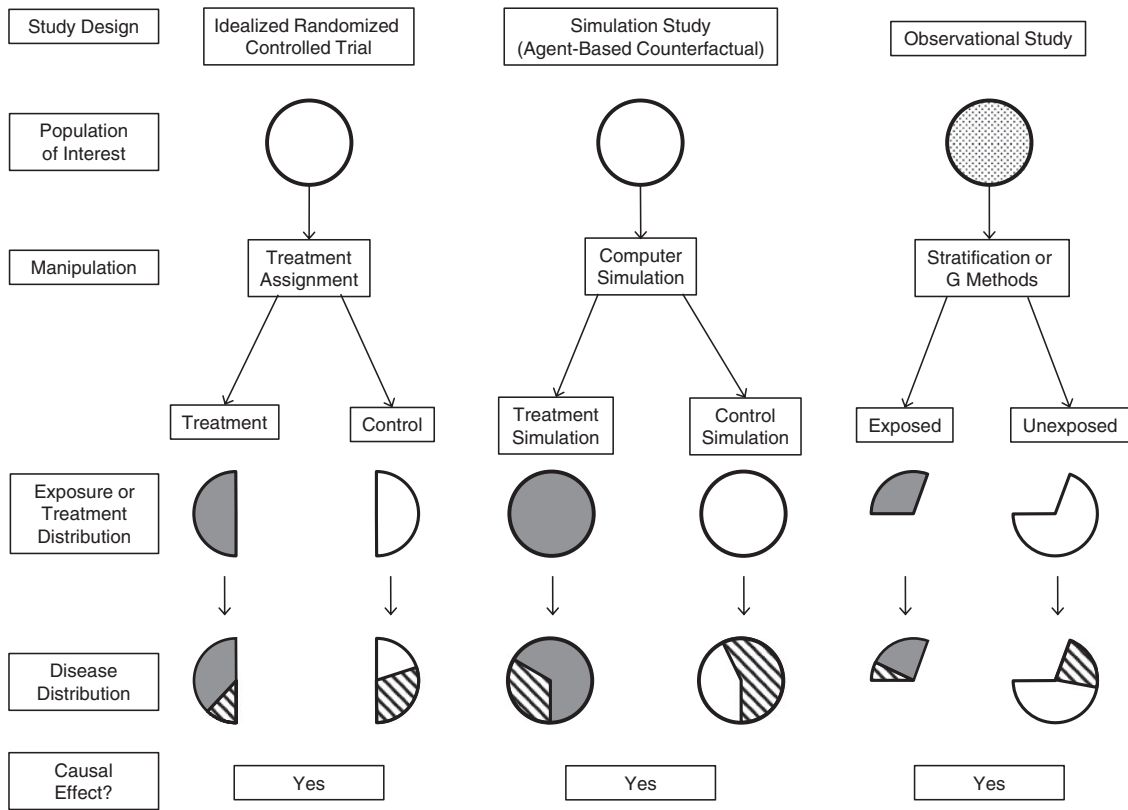 Study Design
Idealized Randomized
Controlled Trial
Simulation Study
(Agent-Based Counterfactual)
Observational Study
Population
of Interest
Manipulation
Treatment
Assignment
Computer
Simulation
Stratification or
G Methods
Treatment
Control
Treatment
Simulation
Control
Simulation
Exposed
Unexposed
Exposure or
Treatment
Distribution
Disease
Distribution
Causal
Effect?
Yes
Yes
Yes